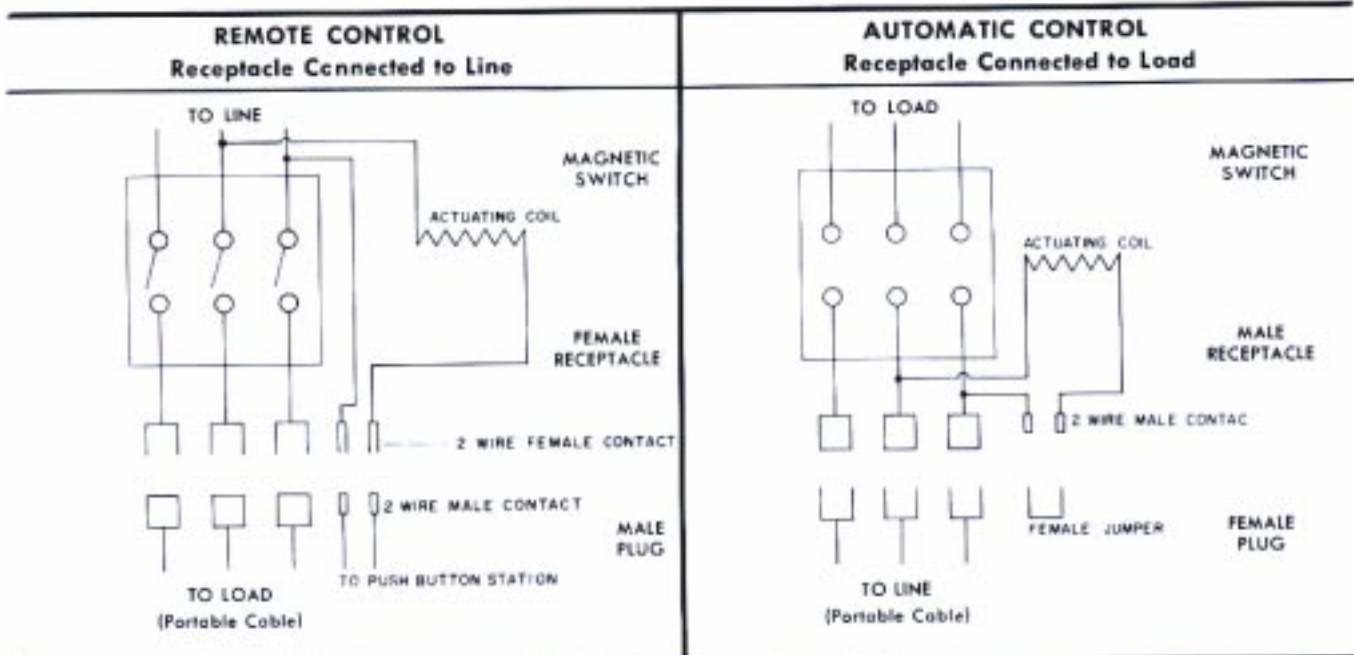 REMOTE CONTROL
Receptacle Connected to Line
TO LINE
MAGNETIC
SWITCH
ACTUATING COIL
FEMALE
RECEPTACLE
2 WIRE FEMALE CONTACT
2 WIRE MALE CONTACT
MALE
PLUG
TO PUSH BUTTON STATION
TO LOAD
(Portable Cable)
AUTOMATIC CONTROL
Receptacle Connected to Load
TO LOAD
MAGNETIC
SWITCH
ACTUATING COIL
MALE
RECEPTACLE
2 WIRE MALE CONTAC
FEMALE JUMPER
FEMALE
PLUG
TO LINE
(Portable Cable)